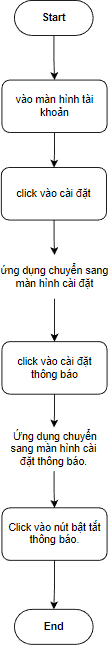 Start
vào màn hình tài
khoản
click vào cài đặt
ứng dụng chuyển sang
màn hình cài đặt
click vào cài đặt
thông báo
Ứng dụng chuyển
sang màn hình cài
đặt thông báo.
Click vào nút bật tắt
thông báo.
End